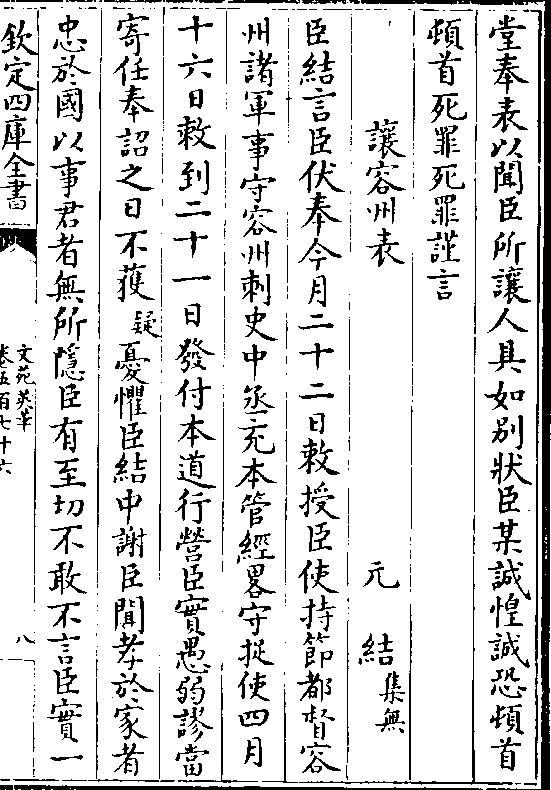 堂奉表以聞臣所讓人具如別狀臣某誠惶誠恐頓首
頓首死罪死罪謹言
讓容州表 元結集無
臣結言臣伏奉今月二十二日敕授臣使持節都督容
州諸軍事守容州刺史中丞充本管經畧守捉使四月
十六日敕到二十一日發付本道行營臣實愚弱謬當
寄任奉詔之日不獲疑憂懼臣結中謝臣聞孝於家者
忠於國以事君者無所隱臣有至切不敢不言臣實一
欽定四庫全書
文苑英華
卷五百七十六
八